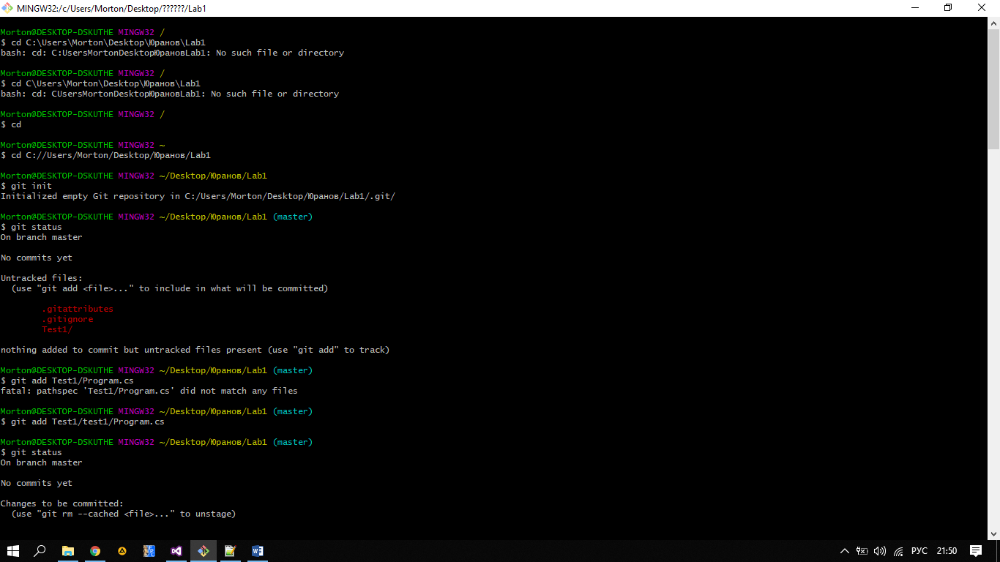 MINGW32:/c/Users/Morton/Desktop/??????/Lab1
Morton@DESKTOP-DSKUTHE MINGW32 /
$ cd C:\Users\Morton\Desktop\Юранов\Lab1
bash: cd: C:UsersMortonDesktopЮрановLab1: No such file or directory
Morton@DESKTOP-DSKUTHE MINGW32 /
$ cd C\Users\Morton\Desktop\Юранов\Lab1
bash: cd: CUsersMortonDesktopЮрановLab1: No such file or directory
Morton@DESKTOP-DSKUTHE MINGW32 /
$ cd
Morton@DESKTOP-DSKUTHE MINGW32 ~
$ cd C://Users/Morton/Desktop/Юранов/Lab1
Morton@DESKTOP-DSKUTHE MINGW32 ~/Desktop/Юранов/Lab1
$ git init
Initialized empty Git repository in C:/Users/Morton/Desktop/Юранов/Lab1/.git/
Morton@DESKTOP-DSKUTHE MINGW32 ~/Desktop/Юранов/Lab1 (master)
$ git status
On branch master
No commits yet
Untracked files:
(use "git add <file>..." to include in what will be committed)
.gitattributes
.gitignore
Test1/
nothing added to commit but untracked files present (use "git add" to track)
Morton@DESKTOP-DSKUTHE MINGW32 ~/Desktop/Юранов/Lab1 (master)
$ git add Test1/Program.cs
fatal: pathspec 'Test1/Program.cs' did not match any files
Morton@DESKTOP-DSKUTHE MINGW32 ~/Desktop/Юранов/Lab1 (master)
$ git add Test1/test1/Program.cs
Morton@DESKTOP-DSKUTHE MINGW32 ~/Desktop/Юранов/Lab1 (master)
$ git status
On branch master
No commits yet
Changes to be committed:
(use "git rm --cached <file>..." to unstage)
РУС 21:50